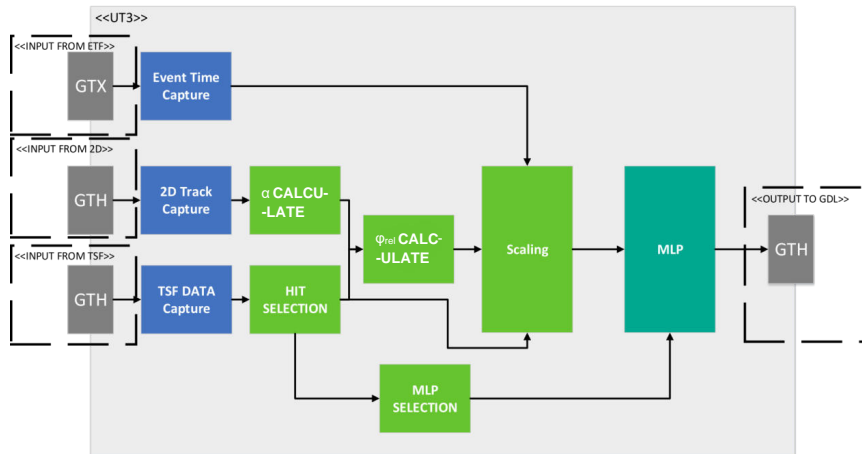 <<UT3>>
<<INPUT FROM ETF>>
GTX
Event Time
Capture
<<INPUT FROM 2D>>
GTH
2D Track
Capture
α CALCU-
-LATE
φrel CALC-
-ULATE
Scaling
MLP
<<OUTPUT TO GDL>>
GTH
<<INPUT FROM TSF>>
GTH
TSF DATA
Capture
HIT
SELECTION
MLP
SELECTION